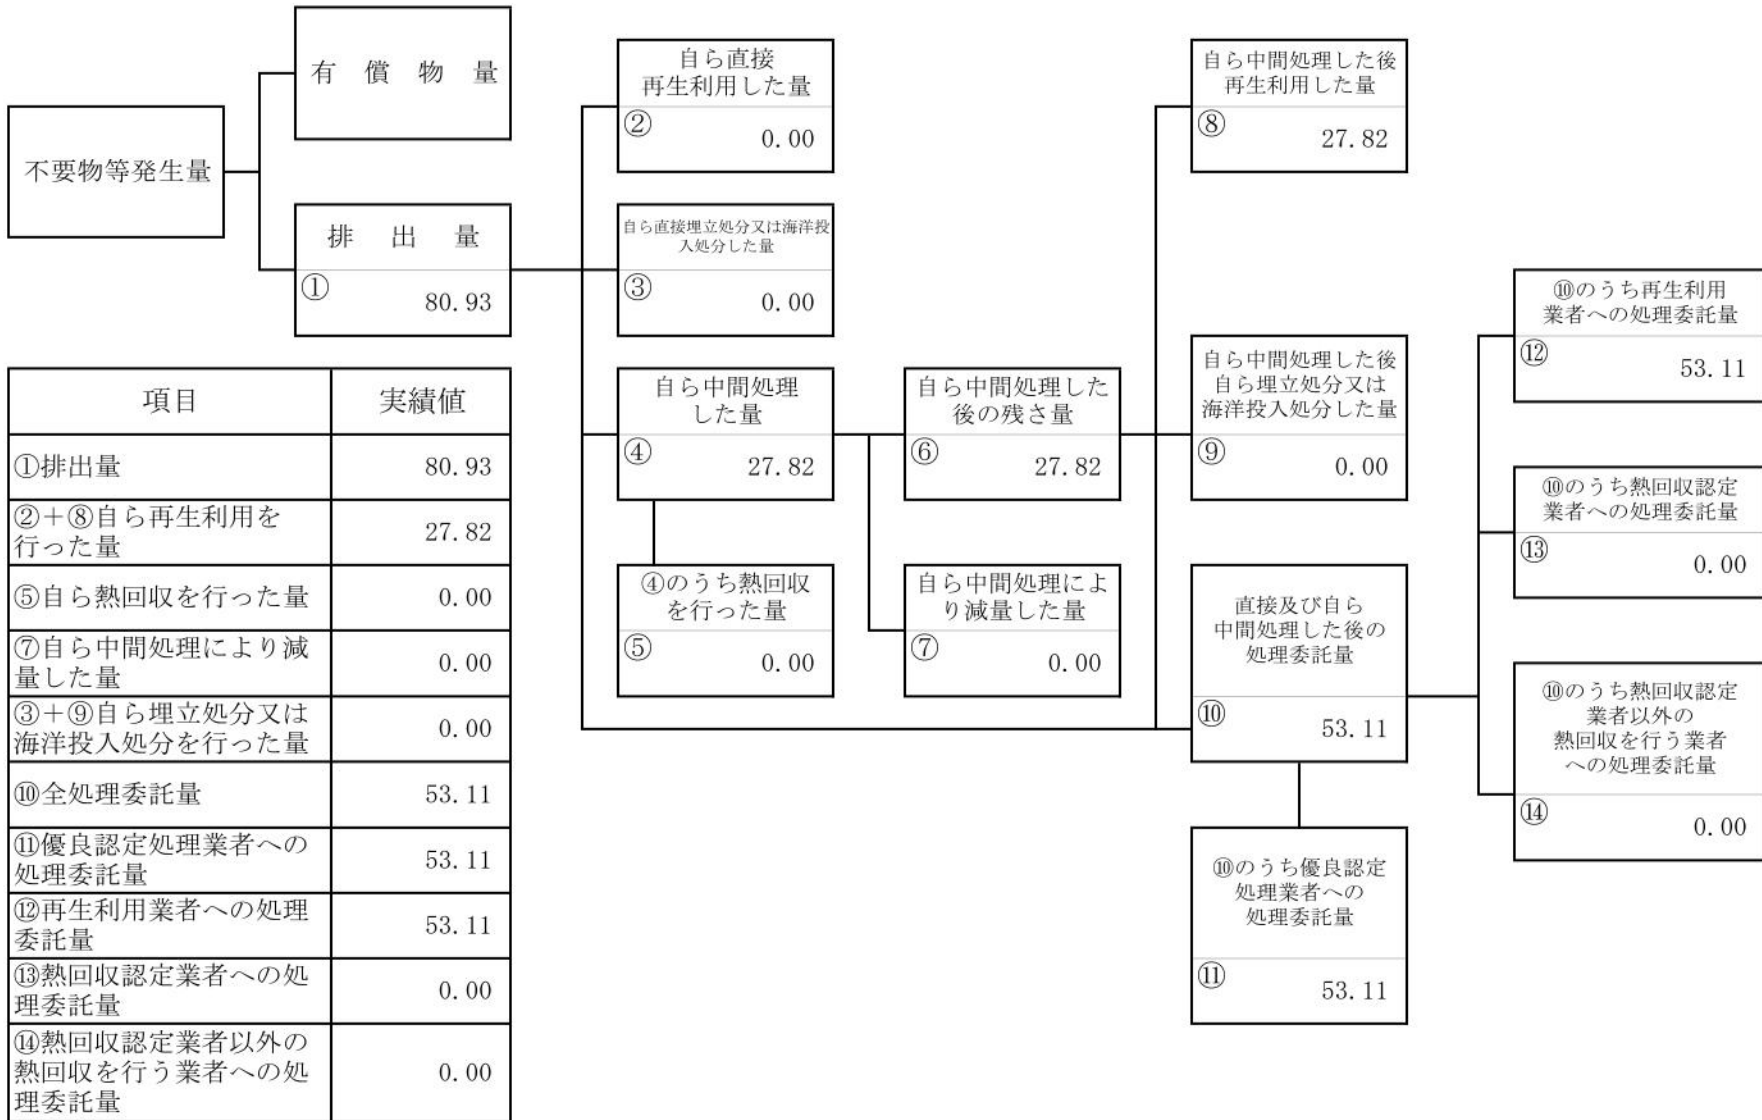 有 償 物 量
不要物等発生量
排 出 量
①
80.93
自ら直接
再生利用した量
②
0.00
自ら直接埋立処分又は海洋投
入処分した量
③
0.00
自ら中間処理
した量
④
27.82
④のうち熱回収
を行った量
⑤
0.00
自ら中間処理した
後の残さ量
⑥
27.82
自ら中間処理によ
り減量した量
⑦
0.00
自ら中間処理した後
再生利用した量
⑧
27.82
自ら中間処理した後
自ら埋立処分又は
海洋投入処分した量
⑨
0.00
直接及び自ら
中間処理した後の
処理委託量
⑩
53.11
⑩のうち優良認定
処理業者への
処理委託量
⑪
53.11
⑩のうち再生利用
業者への処理委託量
⑫
53.11
⑩のうち熱回収認定
業者への処理委託量
⑬
0.00
⑩のうち熱回収認定
業者以外の
熱回収を行う業者
への処理委託量
⑭
0.00
項目 実績値
①排出量 80.93
②＋⑧自ら再生利用を
行った量
27.82
⑤自ら熱回収を行った量 0.00
⑦自ら中間処理により減
量した量
0.00
③＋⑨自ら埋立処分又は
海洋投入処分を行った量
0.00
⑩全処理委託量 53.11
⑪優良認定処理業者への
処理委託量
53.11
⑫再生利用業者への処理
委託量
53.11
⑬熱回収認定業者への処
理委託量
0.00
⑭熱回収認定業者以外の
熱回収を行う業者への処
理委託量
0.00